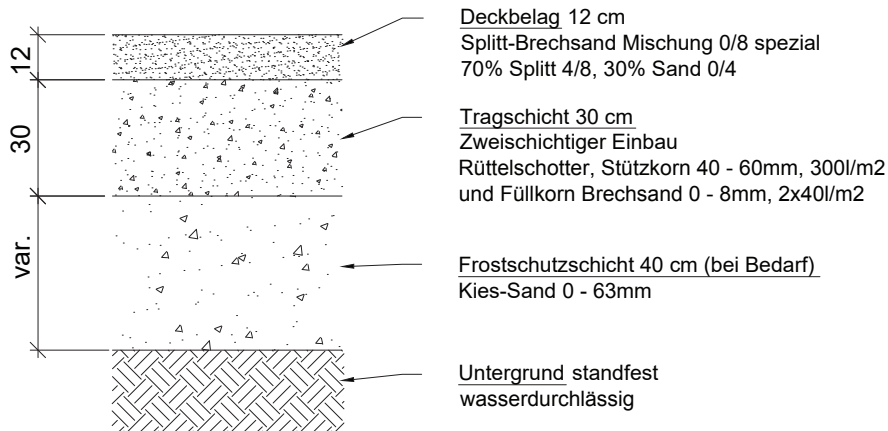 12
30
var.
Deckbelag 12 cm
Splitt-Brechsand Mischung 0/8 spezial
70% Splitt 4/8, 30% Sand 0/4
Tragschicht 30 cm
Zweischichtiger Einbau
Rüttelschotter, Stützkorn 40 - 60mm, 300l/m2
und Füllkorn Brechsand 0 - 8mm, 2x40l/m2
Frostschutzschicht 40 cm (bei Bedarf)
Kies-Sand 0 - 63mm
Untergrund standfest
wasserdurchlässig